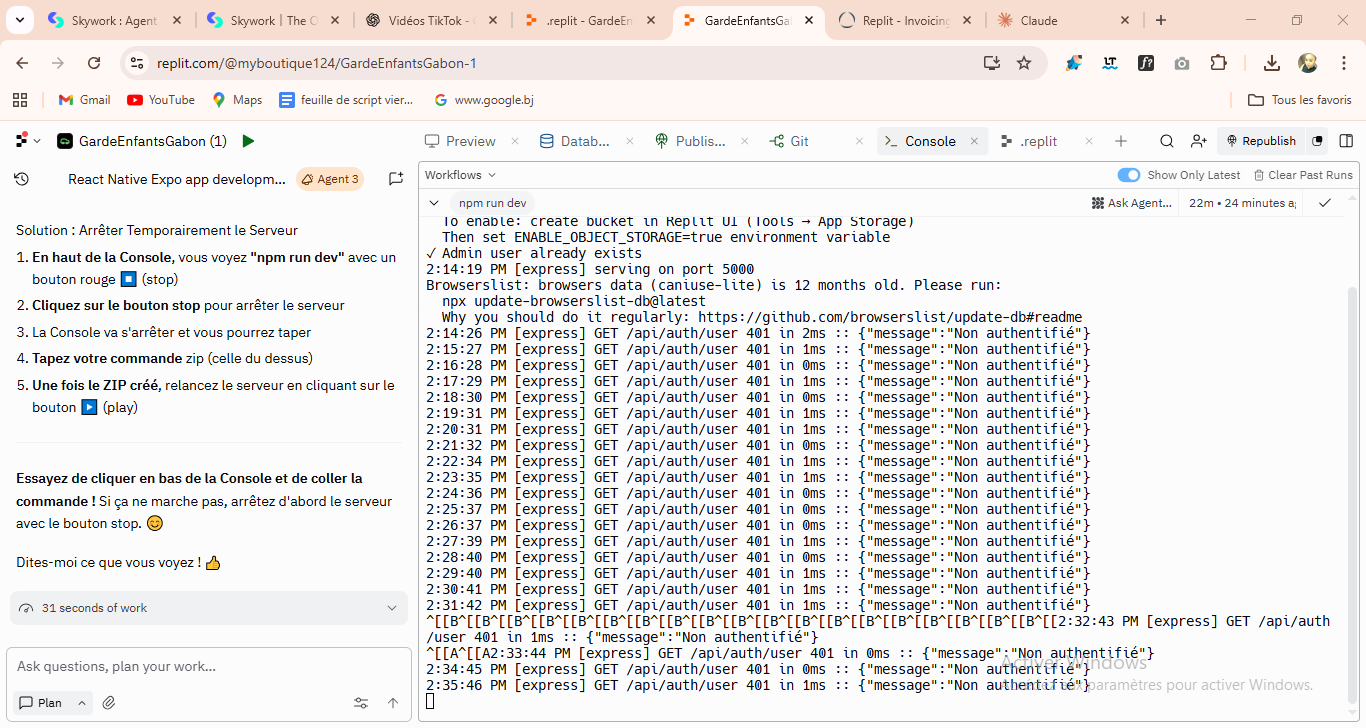 Skywork : Agent
Skywork | The O
Vidéos TikTok -
.replit - GardeEn
GardeEnfantsGa
Replit - Invoicing
Claude
replit.com/@myboutique124/GardeEnfantsGabon-1
Gmail
YouTube
Maps
feuille de script vier...
www.google.bj
Tous les favoris
GardeEnfantsGabon (1)
Preview
Datab...
Publis...
Git
Console
.replit
Republish
React Native Expo app developm...
Agent 3
Solution : Arrêter Temporairement le Serveur
1. En haut de la Console, vous voyez "npm run dev" avec un
bouton rouge ⏹️ (stop)
2. Cliquez sur le bouton stop pour arrêter le serveur
3. La Console va s'arrêter et vous pourrez taper
4. Tapez votre commande zip (celle du dessus)
5. Une fois le ZIP créé, relancez le serveur en cliquant sur le
bouton ▶️ (play)
Essayez de cliquer en bas de la Console et de coller la
commande ! Si ça ne marche pas, arrêtez d'abord le serveur
avec le bouton stop. 😊
Dites-moi ce que vous voyez ! 👍
31 seconds of work
Ask questions, plan your work...
Plan
Workflows
Show Only Latest
Clear Past Runs
npm run dev
Ask Agent...
22m • 24 minutes a
To enable: create bucket in Replit UI (Tools → App Storage)
Then set ENABLE_OBJECT_STORAGE=true environment variable
✓ Admin user already exists
2:14:19 PM [express] serving on port 5000
Browserslist: browsers data (caniuse-lite) is 12 months old. Please run:
npx update-browserslist-db@latest
Why you should do it regularly: https://github.com/browserslist/update-db#readme
2:14:26 PM [express] GET /api/auth/user 401 in 2ms :: {"message":"Non authentifié"}
2:15:27 PM [express] GET /api/auth/user 401 in 1ms :: {"message":"Non authentifié"}
2:16:28 PM [express] GET /api/auth/user 401 in 0ms :: {"message":"Non authentifié"}
2:17:29 PM [express] GET /api/auth/user 401 in 1ms :: {"message":"Non authentifié"}
2:18:30 PM [express] GET /api/auth/user 401 in 0ms :: {"message":"Non authentifié"}
2:19:31 PM [express] GET /api/auth/user 401 in 1ms :: {"message":"Non authentifié"}
2:20:31 PM [express] GET /api/auth/user 401 in 1ms :: {"message":"Non authentifié"}
2:21:32 PM [express] GET /api/auth/user 401 in 0ms :: {"message":"Non authentifié"}
2:22:34 PM [express] GET /api/auth/user 401 in 1ms :: {"message":"Non authentifié"}
2:23:35 PM [express] GET /api/auth/user 401 in 1ms :: {"message":"Non authentifié"}
2:24:36 PM [express] GET /api/auth/user 401 in 0ms :: {"message":"Non authentifié"}
2:25:37 PM [express] GET /api/auth/user 401 in 0ms :: {"message":"Non authentifié"}
2:26:37 PM [express] GET /api/auth/user 401 in 0ms :: {"message":"Non authentifié"}
2:27:39 PM [express] GET /api/auth/user 401 in 1ms :: {"message":"Non authentifié"}
2:28:40 PM [express] GET /api/auth/user 401 in 0ms :: {"message":"Non authentifié"}
2:29:40 PM [express] GET /api/auth/user 401 in 1ms :: {"message":"Non authentifié"}
2:30:41 PM [express] GET /api/auth/user 401 in 1ms :: {"message":"Non authentifié"}
2:31:42 PM [express] GET /api/auth/user 401 in 1ms :: {"message":"Non authentifié"}
^[[B^[[B^[[B^[[B^[[B^[[B^[[B^[[B^[[B^[[B^[[B^[[B^[[B^[[B^[[B^[[B^[[B^[[B^[[B^[[2:32:43 PM [express] GET /api/auth
/user 401 in 1ms :: {"message":"Non authentifié"}
^[[A^[[A2:33:44 PM [express] GET /api/auth/user 401 in 0ms :: {"message":"Non authentifié"}
2:34:45 PM [express] GET /api/auth/user 401 in 0ms :: {"message":"Non authentifié"}
2:35:46 PM [express] GET /api/auth/user 401 in 1ms :: {"message":"Non authentifié"}
Activer Windows
paramètres pour activer Windows.